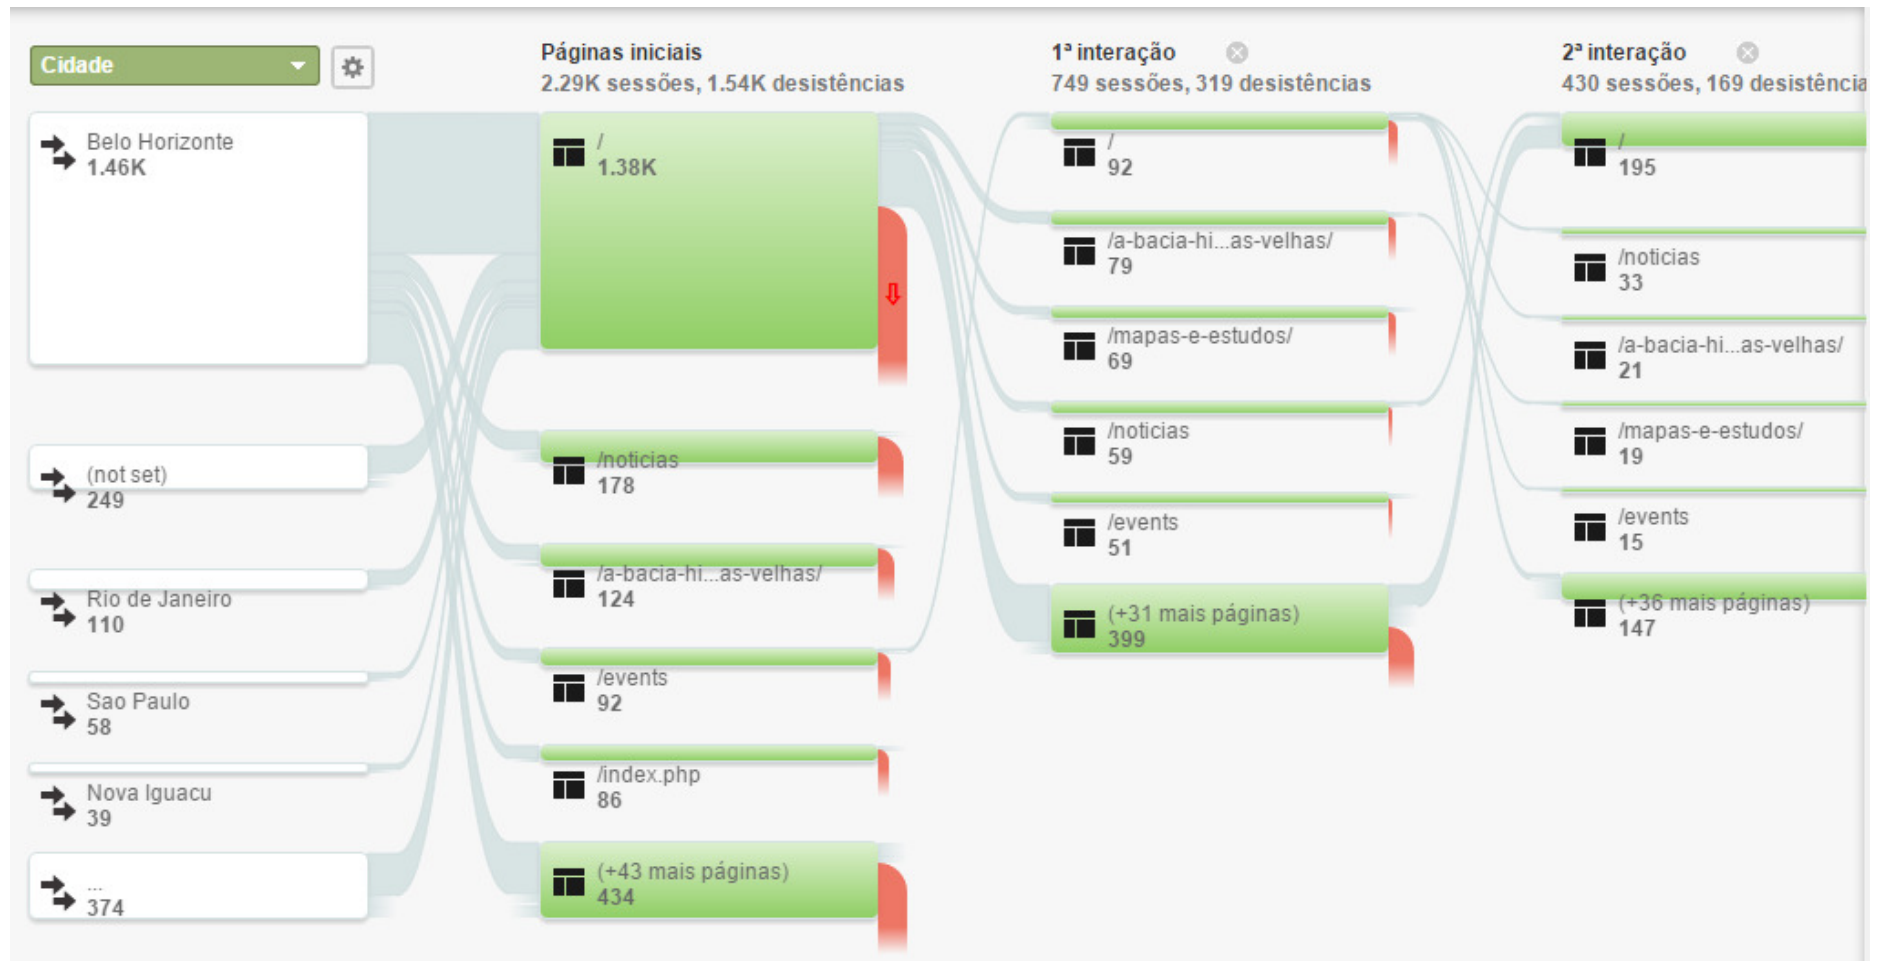 Cidade
Belo Horizonte
1.46K
(not set)
249
Rio de Janeiro
110
Sao Paulo
58
Nova Iguacu
39
...
374
Páginas iniciais
2.29K sessões, 1.54K desistências
/
1.38K
/noticias
178
/a-bacia-hi...as-velhas/
124
/events
92
/index.php
86
(+43 mais páginas)
434
1ª interação
749 sessões, 319 desistências
/
92
/a-bacia-hi...as-velhas/
79
/mapas-e-estudos/
69
/noticias
59
/events
51
(+31 mais páginas)
399
2ª interação
430 sessões, 169 desistência
/
195
/noticias
33
/a-bacia-hi...as-velhas/
21
/mapas-e-estudos/
19
/events
15
(+36 mais páginas)
147